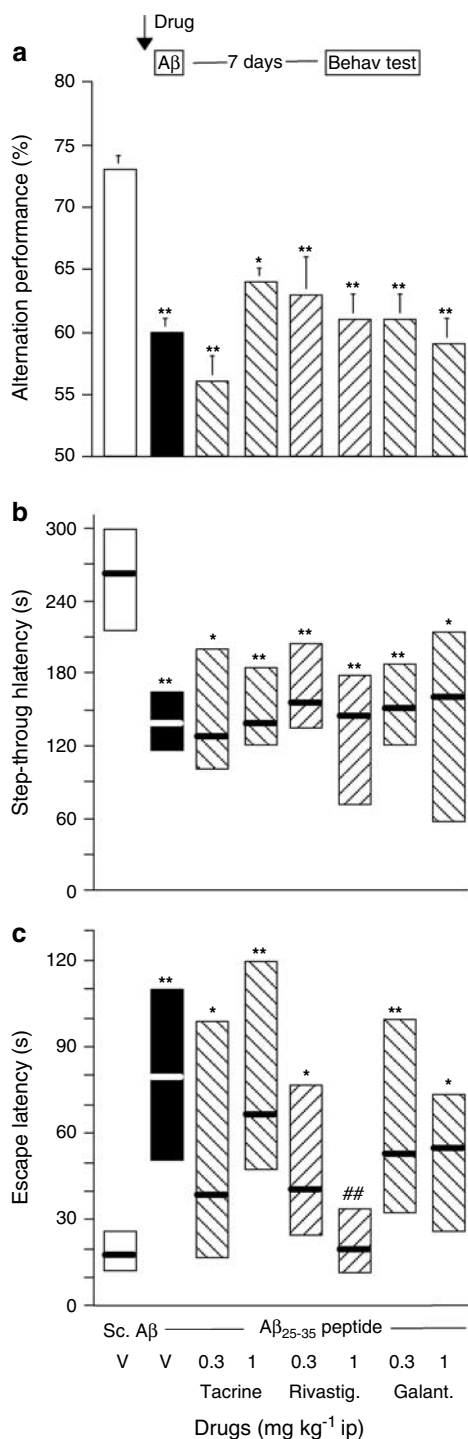 Drug
a
Aβ 7 days Behav test
Alternation performance (%)
80
75
70
65
60
55
50
** ** * ** ** ** **
b
Step-through hlatency (s)
300
240
180
120
60
0
** * ** ** ** ** *
c
Escape latency (s)
120
90
60
30
0
** * ** * ## ** *
Sc. Aβ Aβ25-35 peptide
V V 0.3 1 0.3 1 0.3 1
Tacrine Rivastig. Galant.
Drugs (mg kg-1 ip)